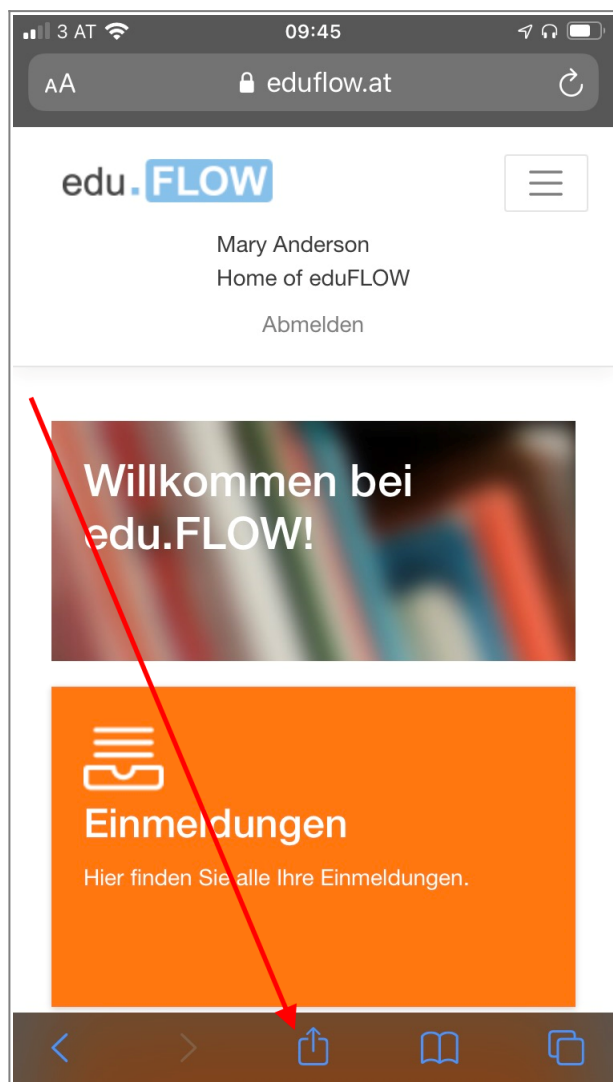 3 AT 09:45
AA eduflow.at
edu.FLOW
Mary Anderson
Home of eduFLOW
Abmelden
Willkommen bei
edu.FLOW!
Einmeldungen
Hier finden Sie alle Ihre Einmeldungen.